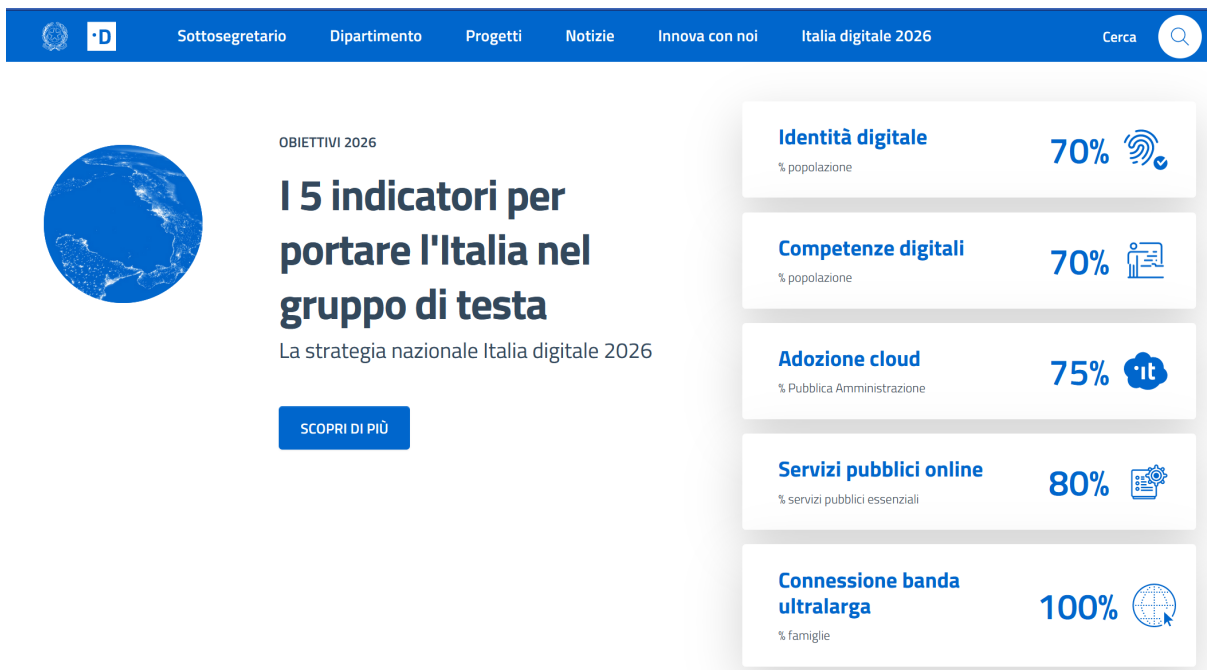 ·D
Sottosegretario
Dipartimento
Progetti
Notizie
Innova con noi
Italia digitale 2026
Cerca
OBIETTIVI 2026
I 5 indicatori per
portare l'Italia nel
gruppo di testa
La strategia nazionale Italia digitale 2026
SCOPRI DI PIÙ
Identità digitale
% popolazione
70%
Competenze digitali
% popolazione
70%
Adozione cloud
% Pubblica Amministrazione
75%
·it
Servizi pubblici online
% servizi pubblici essenziali
80%
Connessione banda
ultralarga
% famiglie
100%